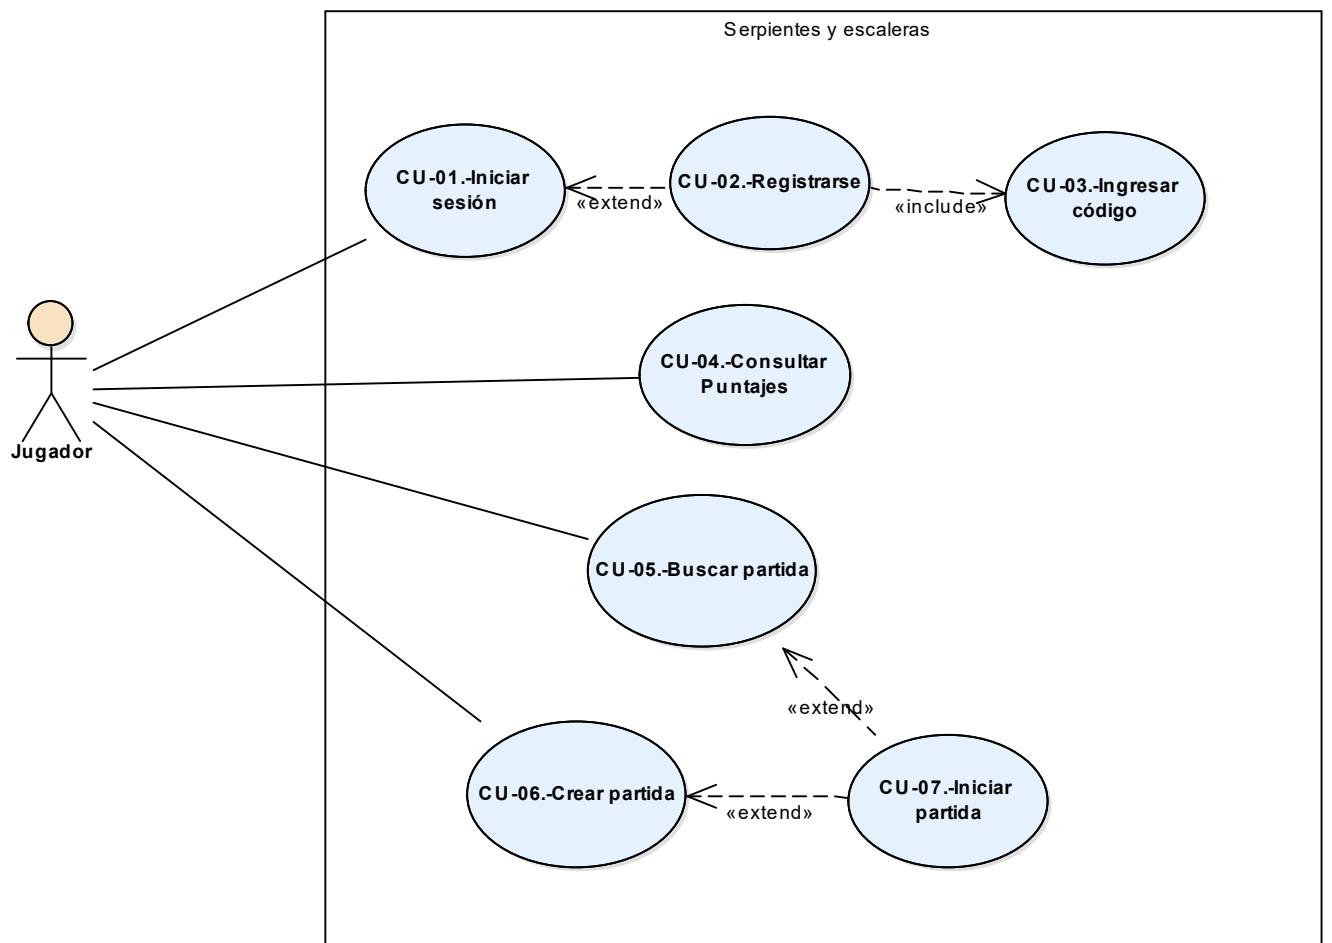 Serpientes y escaleras
CU-01.-Iniciar
sesión
«extend»
CU-02.-Registrarse
«include»
CU-03.-Ingresar
código
CU-04.-Consultar
Puntajes
Jugador
CU-05.-Buscar partida
«extend»
CU-06.-Crear partida
«extend»
CU-07.-Iniciar
partida